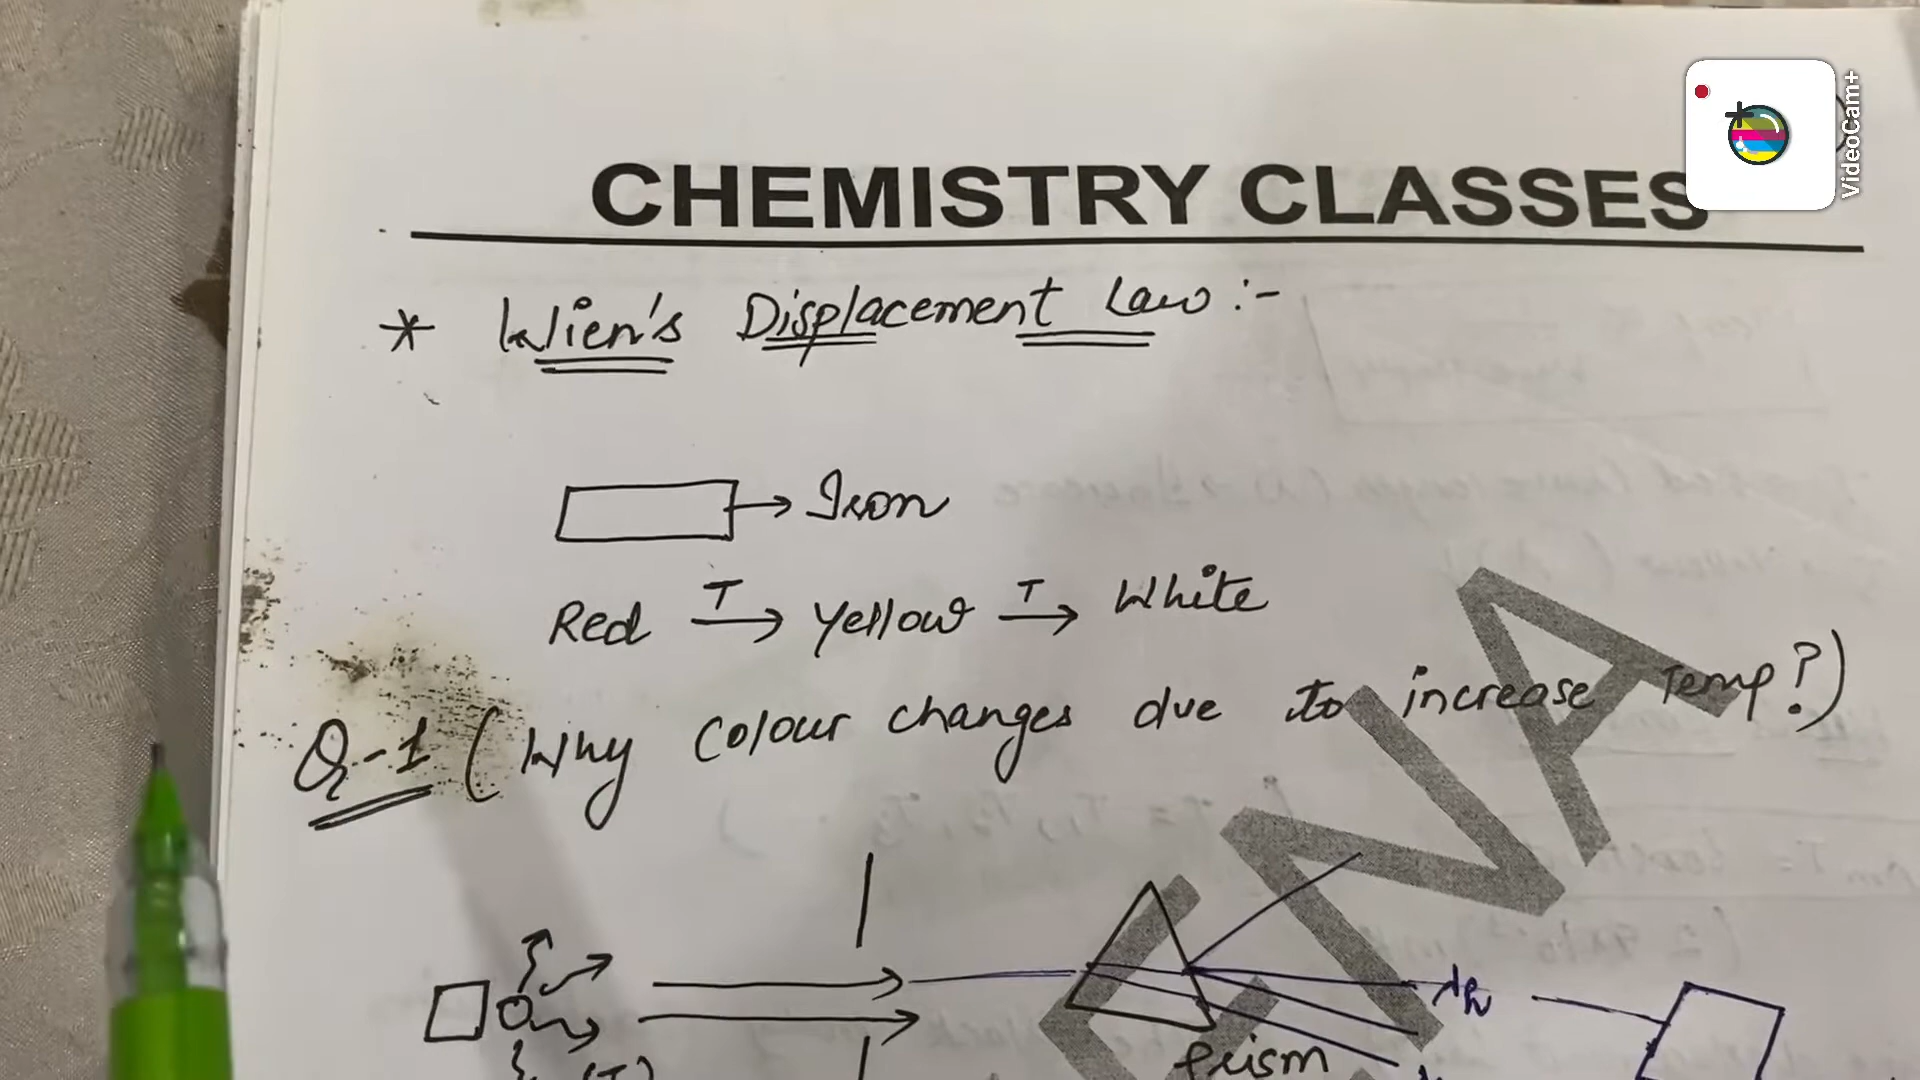 CHEMISTRY CLASSES
VideoCam+
* Wien's Displacement Law :-
→ Iron
Red T→ Yellow T→ White
Q-1 (Why colour changes due to increase Temp?)
(T)
Prism
ENA